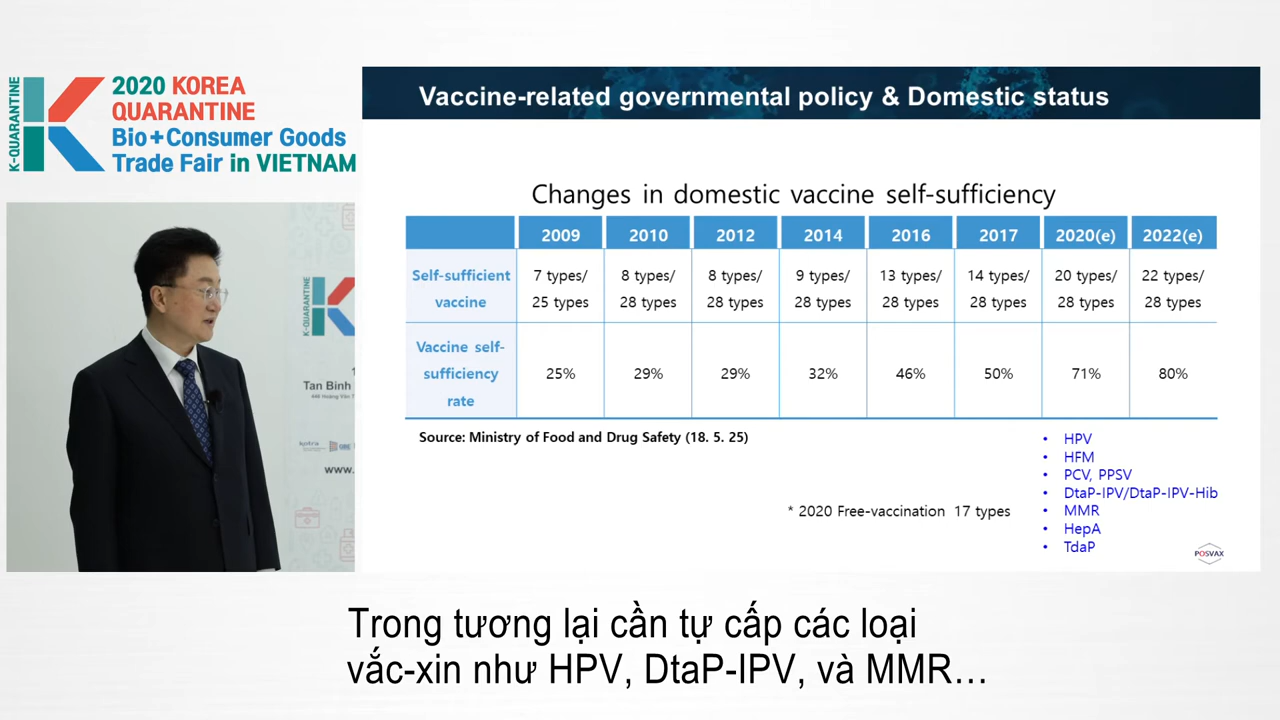 K-QUARANTINE
2020 KOREA
QUARANTINE
Bio+Consumer Goods
Trade Fair in VIETNAM
Vaccine-related governmental policy & Domestic status
Changes in domestic vaccine self-sufficiency
2009 2010 2012 2014 2016 2017 2020(e) 2022(e)
Self-sufficient vaccine 7 types/ 25 types 8 types/ 28 types 8 types/ 28 types 9 types/ 28 types 13 types/ 28 types 14 types/ 28 types 20 types/ 28 types 22 types/ 28 types
Vaccine self-sufficiency rate 25% 29% 29% 32% 46% 50% 71% 80%
Source: Ministry of Food and Drug Safety (18. 5. 25)
• HPV
• HFM
• PCV, PPSV
• DtaP-IPV/DtaP-IPV-Hib
• MMR
• HepA
• TdaP
* 2020 Free-vaccination 17 types
POSVAX
K-QUARANTINE
Tan Binh
www.
Trong tương lại cần tự cấp các loại
vắc-xin như HPV, DtaP-IPV, và MMR...